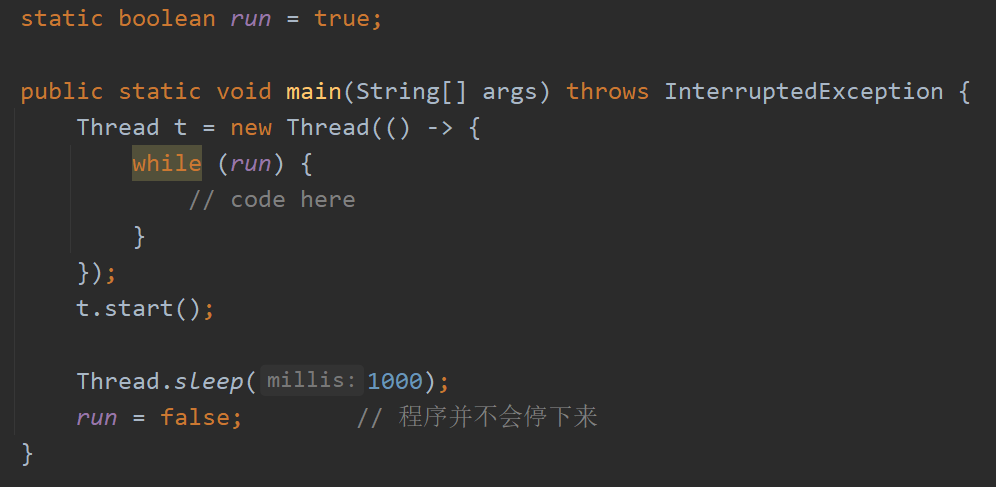 static boolean run = true;
public static void main(String[] args) throws InterruptedException {
Thread t = new Thread(() -> {
while (run) {
// code here
}
});
t.start();
Thread.sleep( millis: 1000);
run = false; // 程序并不会停下来
}